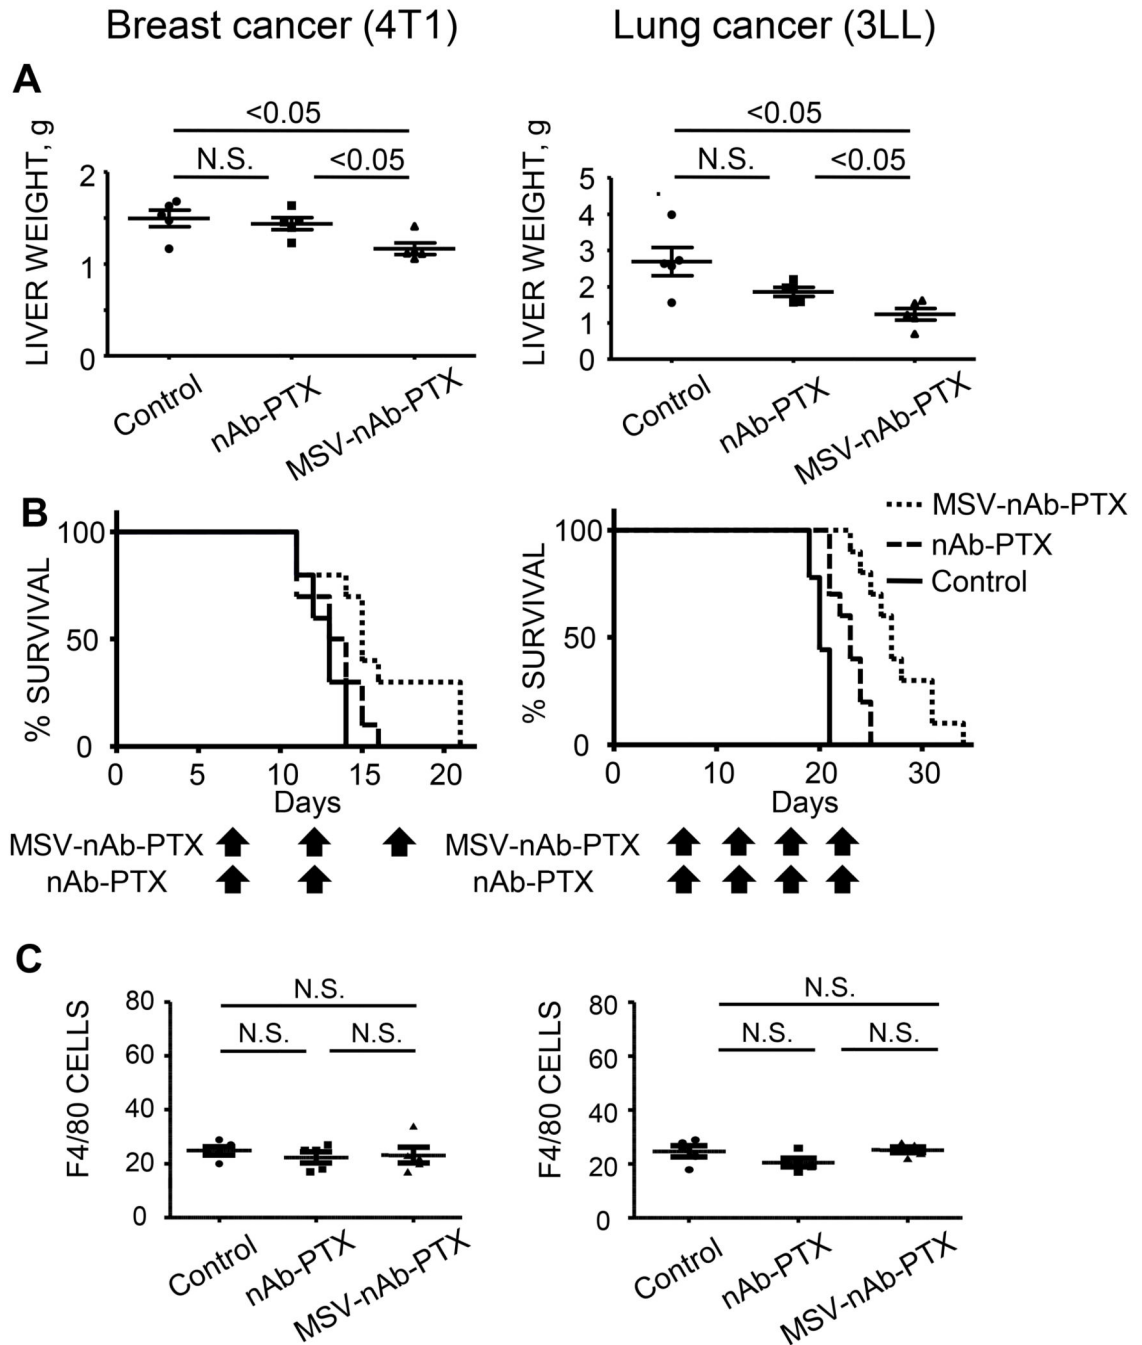 Breast cancer (4T1)
Lung cancer (3LL)
A
LIVER WEIGHT, g
<0.05
N.S.
<0.05
2
1
0
Control
nAb-PTX
MSV-nAb-PTX
LIVER WEIGHT, g
<0.05
N.S.
<0.05
5
4
3
2
1
0
Control
nAb-PTX
MSV-nAb-PTX
B
% SURVIVAL
100
50
0
0 5 10 15 20
Days
% SURVIVAL
100
50
0
0 10 20 30
Days
MSV-nAb-PTX
nAb-PTX
Control
MSV-nAb-PTX
nAb-PTX
MSV-nAb-PTX
nAb-PTX
C
F4/80 CELLS
N.S.
N.S.
N.S.
80
60
40
20
0
Control
nAb-PTX
MSV-nAb-PTX
F4/80 CELLS
N.S.
N.S.
N.S.
80
60
40
20
0
Control
nAb-PTX
MSV-nAb-PTX